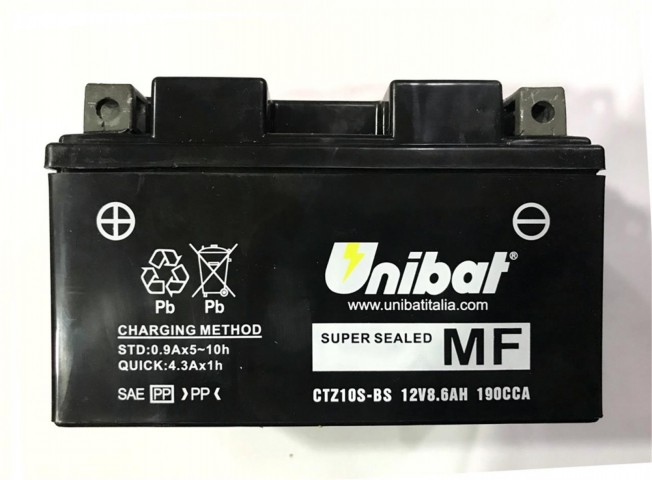 Unibat®
www.unibatitalia.com
Pb Pb
CHARGING METHOD
STD:0.9Ax5~10h
QUICK:4.3Ax1h
SAE PP >PP<
SUPER SEALED MF
CTZ10S-BS 12V8.6AH 190CCA